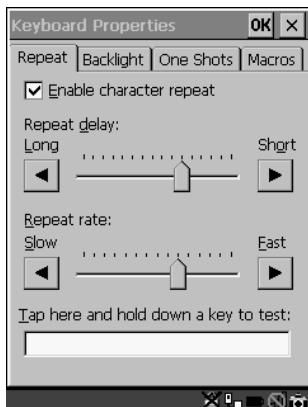 Keyboard Properties OK ×
Repeat Backlight One Shots Macros
Enable character repeat
Repeat delay:
Long Short
Repeat rate:
Slow Fast
Tap here and hold down a key to test: